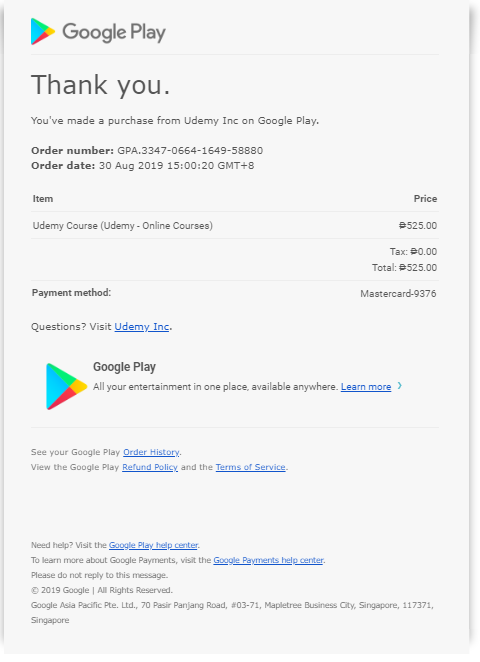 Google Play
Thank you.
You've made a purchase from Udemy Inc on Google Play.
Order number: GPA.3347-0664-1649-58880
Order date: 30 Aug 2019 15:00:20 GMT+8
Item Price
Udemy Course (Udemy - Online Courses) ₱525.00
Tax: ₱0.00
Total: ₱525.00
Payment method: Mastercard-9376
Questions? Visit Udemy Inc.
Google Play
All your entertainment in one place, available anywhere. Learn more ›
See your Google Play Order History.
View the Google Play Refund Policy and the Terms of Service.
Need help? Visit the Google Play help center.
To learn more about Google Payments, visit the Google Payments help center.
Please do not reply to this message.
© 2019 Google | All Rights Reserved.
Google Asia Pacific Pte. Ltd., 70 Pasir Panjang Road, #03-71, Mapletree Business City, Singapore, 117371,
Singapore